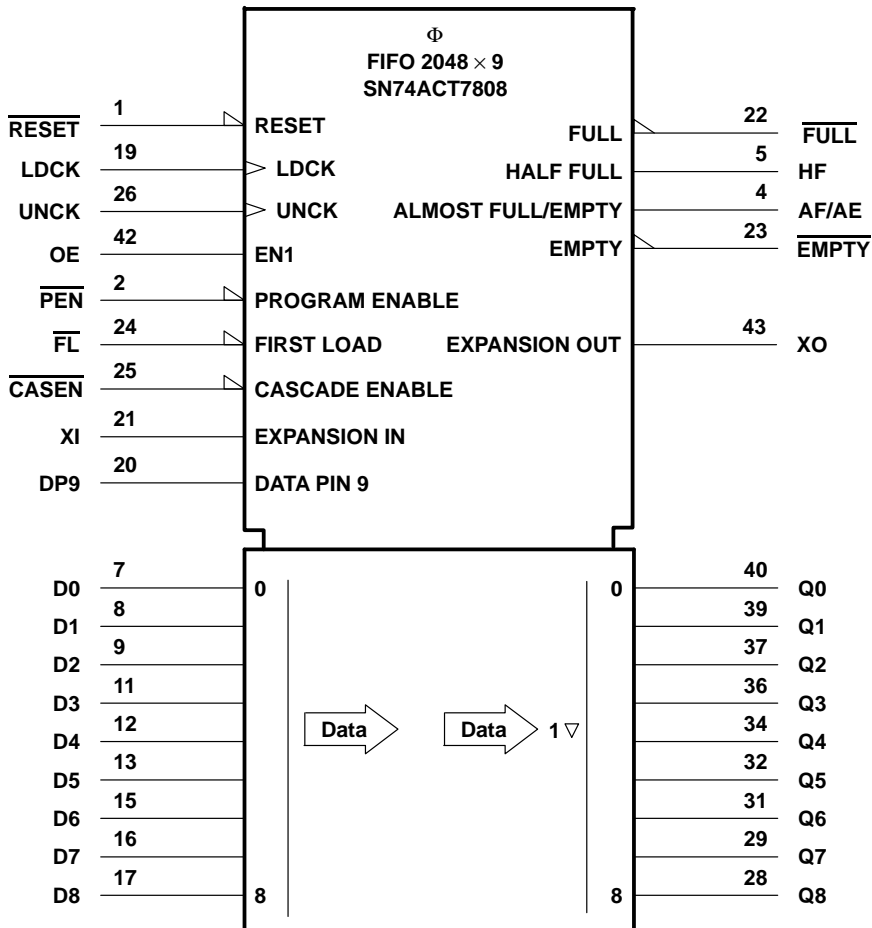 Φ
FIFO 2048 × 9
SN74ACT7808
RESET 1 RESET
LDCK 19 LDCK
UNCK 26 UNCK
OE 42 EN1
PEN 2 PROGRAM ENABLE
FL 24 FIRST LOAD
CASEN 25 CASCADE ENABLE
XI 21 EXPANSION IN
DP9 20 DATA PIN 9
FULL 22 FULL
HALF FULL 5 HF
ALMOST FULL/EMPTY 4 AF/AE
EMPTY 23 EMPTY
EXPANSION OUT 43 XO
D0 7 0
D1 8
D2 9
D3 11
D4 12
D5 13
D6 15
D7 16
D8 17 8
Data
Data 1 ▽
0 40 Q0
39 Q1
37 Q2
36 Q3
34 Q4
32 Q5
31 Q6
29 Q7
8 28 Q8